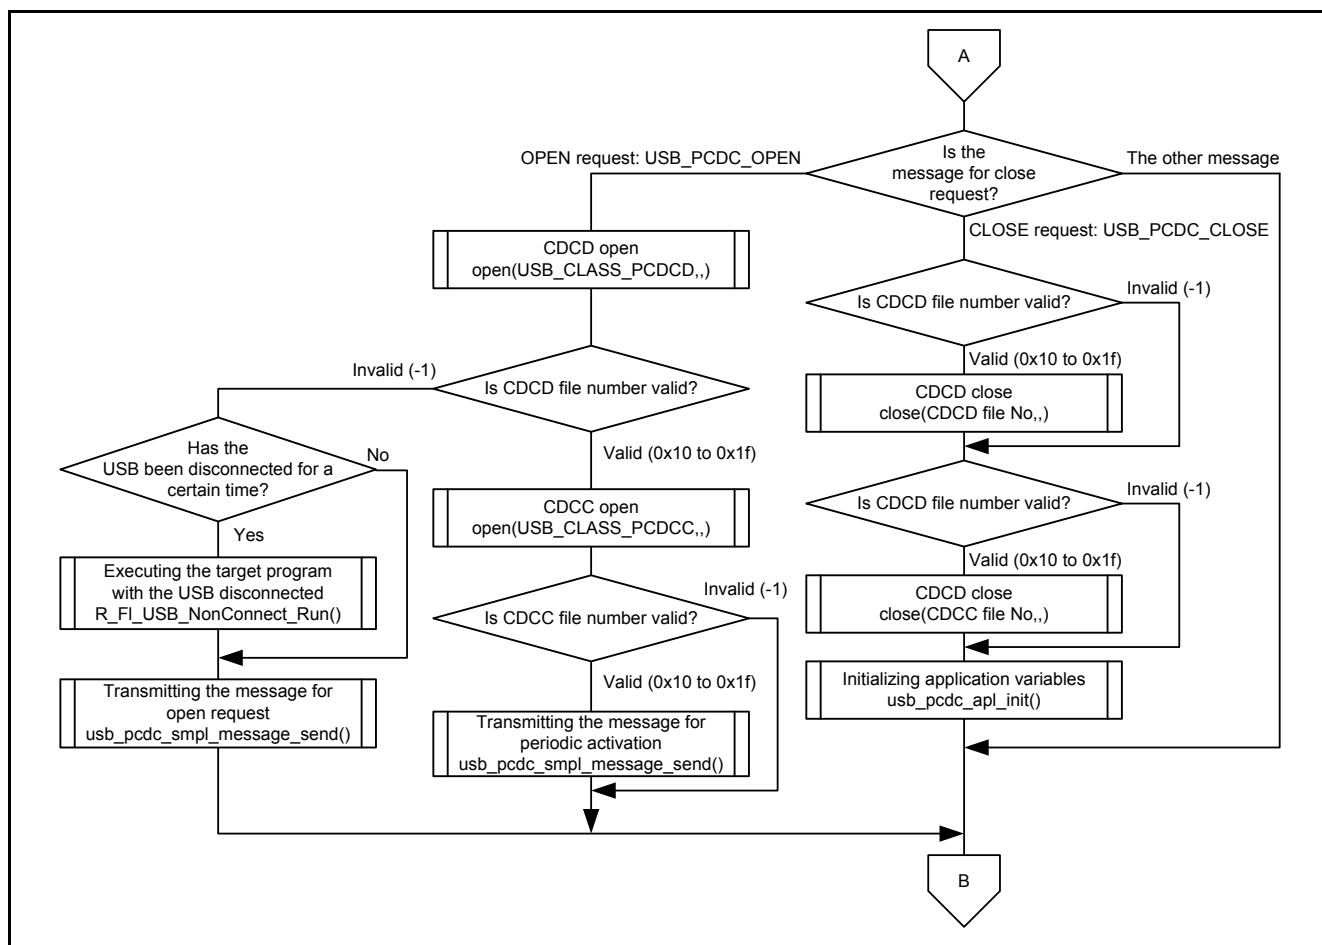 A
Is the
message for close
request?
OPEN request: USB_PCDC_OPEN
The other message
CLOSE request: USB_PCDC_CLOSE
CDCD open
open(USB_CLASS_PCDCD,,)
Is CDCD file number valid?
Invalid (-1)
Valid (0x10 to 0x1f)
CDCD close
close(CDCD file No,,)
Invalid (-1)
Is CDCD file number valid?
Valid (0x10 to 0x1f)
Has the
USB been disconnected for a
certain time?
No
Yes
CDCC open
open(USB_CLASS_PCDCC,,)
Is CDCD file number valid?
Invalid (-1)
Valid (0x10 to 0x1f)
CDCD close
close(CDCC file No,,)
Executing the target program
with the USB disconnected
R_Fl_USB_NonConnect_Run()
Invalid (-1)
Is CDCC file number valid?
Valid (0x10 to 0x1f)
Initializing application variables
usb_pcdc_apl_init()
Transmitting the message for
open request
usb_pcdc_smpl_message_send()
Transmitting the message for
periodic activation
usb_pcdc_smpl_message_send()
B